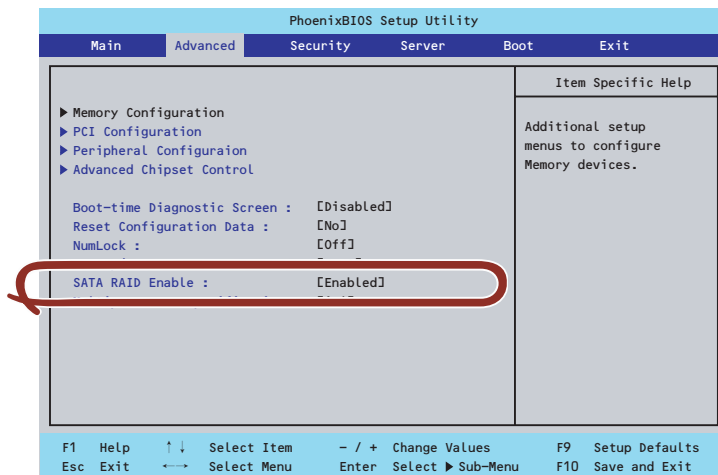 PhoenixBIOS Setup Utility
Main Advanced Security Server Boot Exit
Item Specific Help
▶ Memory Configuration
▶ PCI Configuration
▶ Peripheral Configuraion
▶ Advanced Chipset Control
Additional setup
menus to configure
Memory devices.
Boot-time Diagnostic Screen : [Disabled]
Reset Configuration Data : [No]
NumLock : [Off]
SATA RAID Enable : [Enabled]
F1 Help ↑↓ Select Item - / + Change Values F9 Setup Defaults
Esc Exit ←→ Select Menu Enter Select ▶ Sub-Menu F10 Save and Exit